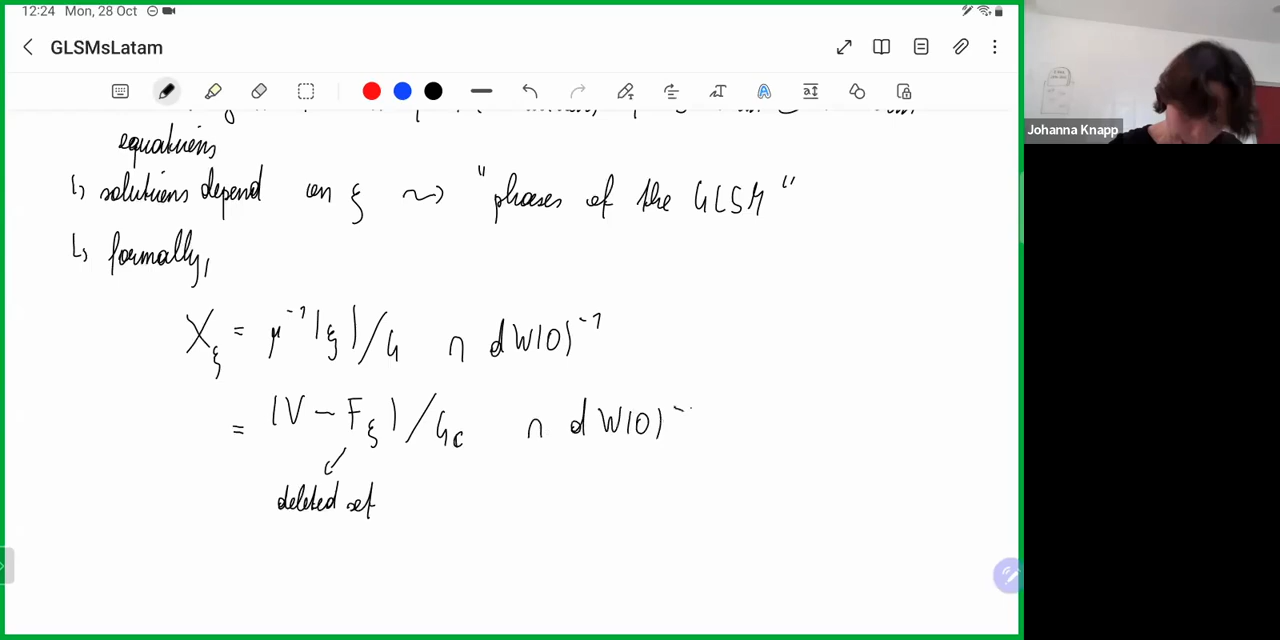 12:24 Mon, 28 Oct
GLSMsLatam
Johanna Knapp
equations
↳ solutions depend on ξ ⇝ "phases of the GLSM"
↳ formally,
X_ξ = μ⁻¹(ξ)/G ∩ dW(0)⁻¹
= (V − F_ξ)/G_C ∩ dW(0)⁻
deleted set